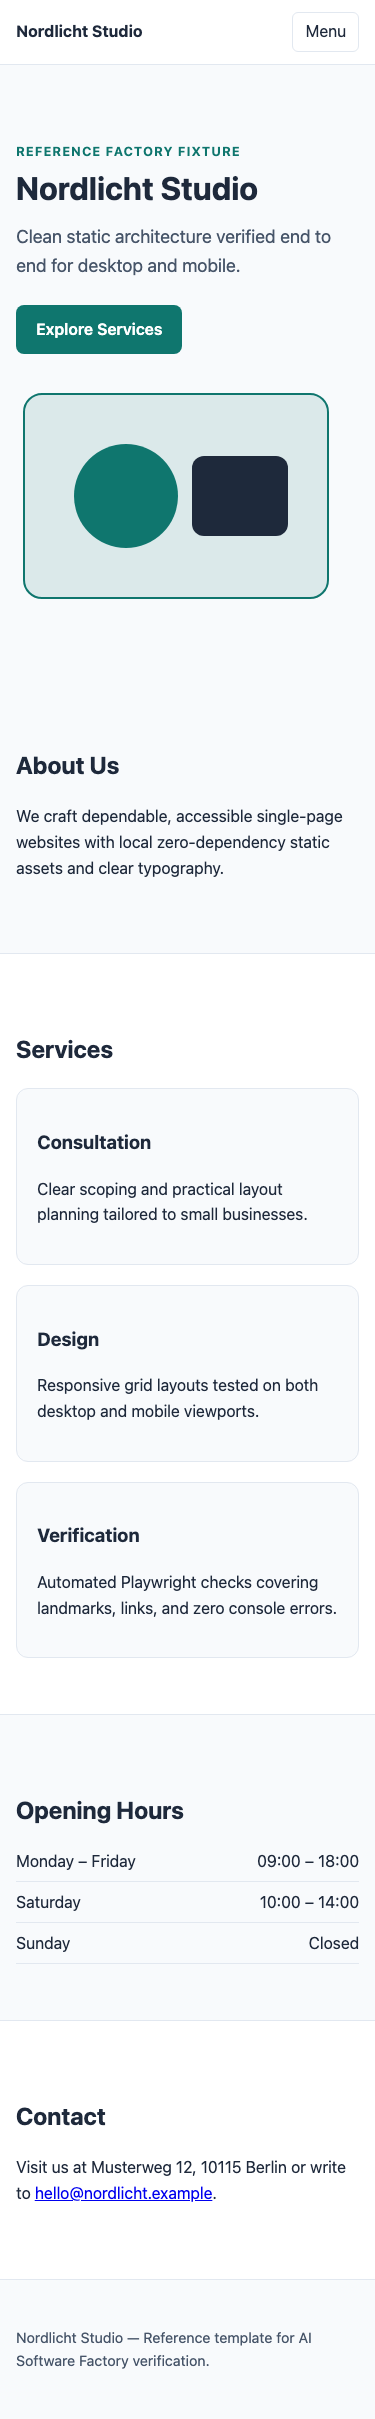 Nordlicht Studio
Menu
REFERENCE FACTORY FIXTURE
Nordlicht Studio
Clean static architecture verified end to
end for desktop and mobile.
Explore Services
About Us
We craft dependable, accessible single-page
websites with local zero-dependency static
assets and clear typography.
Services
Consultation
Clear scoping and practical layout
planning tailored to small businesses.
Design
Responsive grid layouts tested on both
desktop and mobile viewports.
Verification
Automated Playwright checks covering
landmarks, links, and zero console errors.
Opening Hours
Monday – Friday 09:00 – 18:00
Saturday 10:00 – 14:00
Sunday Closed
Contact
Visit us at Musterweg 12, 10115 Berlin or write
to hello@nordlicht.example.
Nordlicht Studio — Reference template for AI
Software Factory verification.